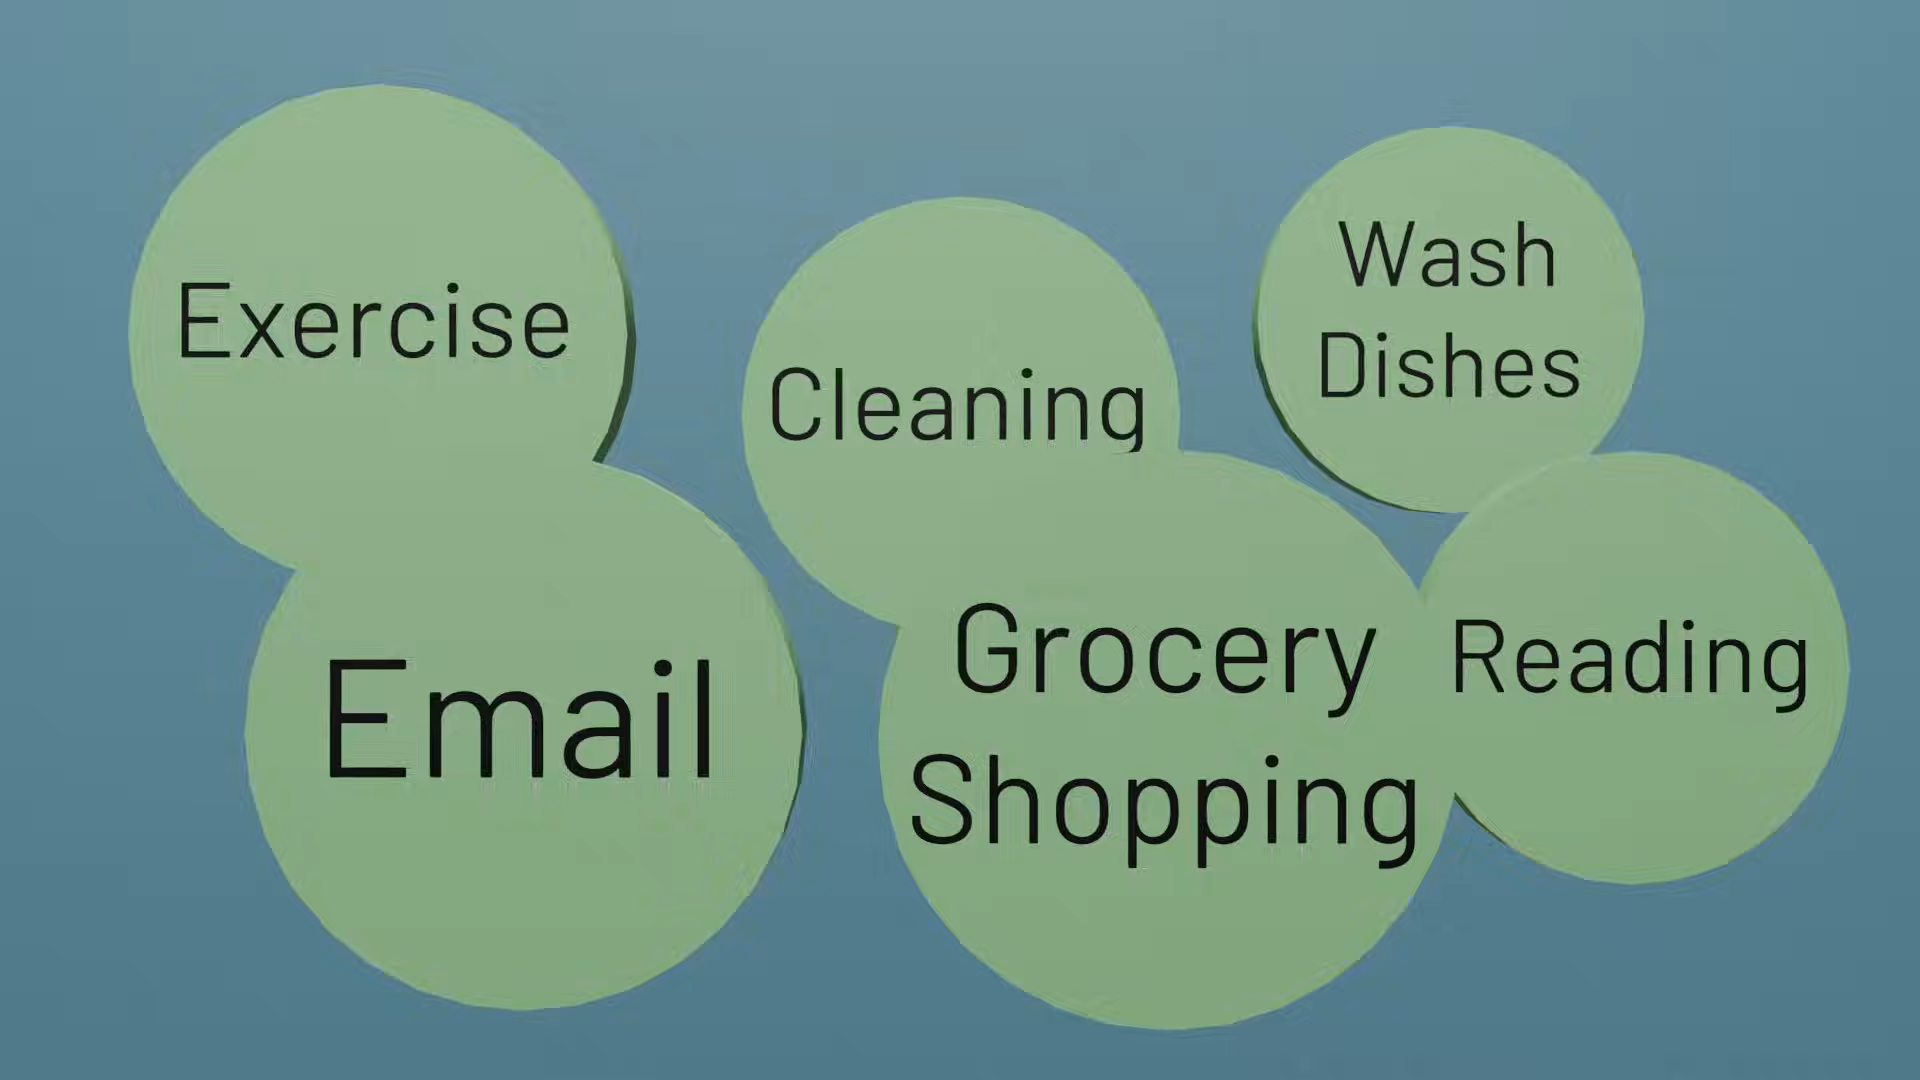 Exercise
Cleaning
Wash
Dishes
Email
Grocery
Shopping
Reading